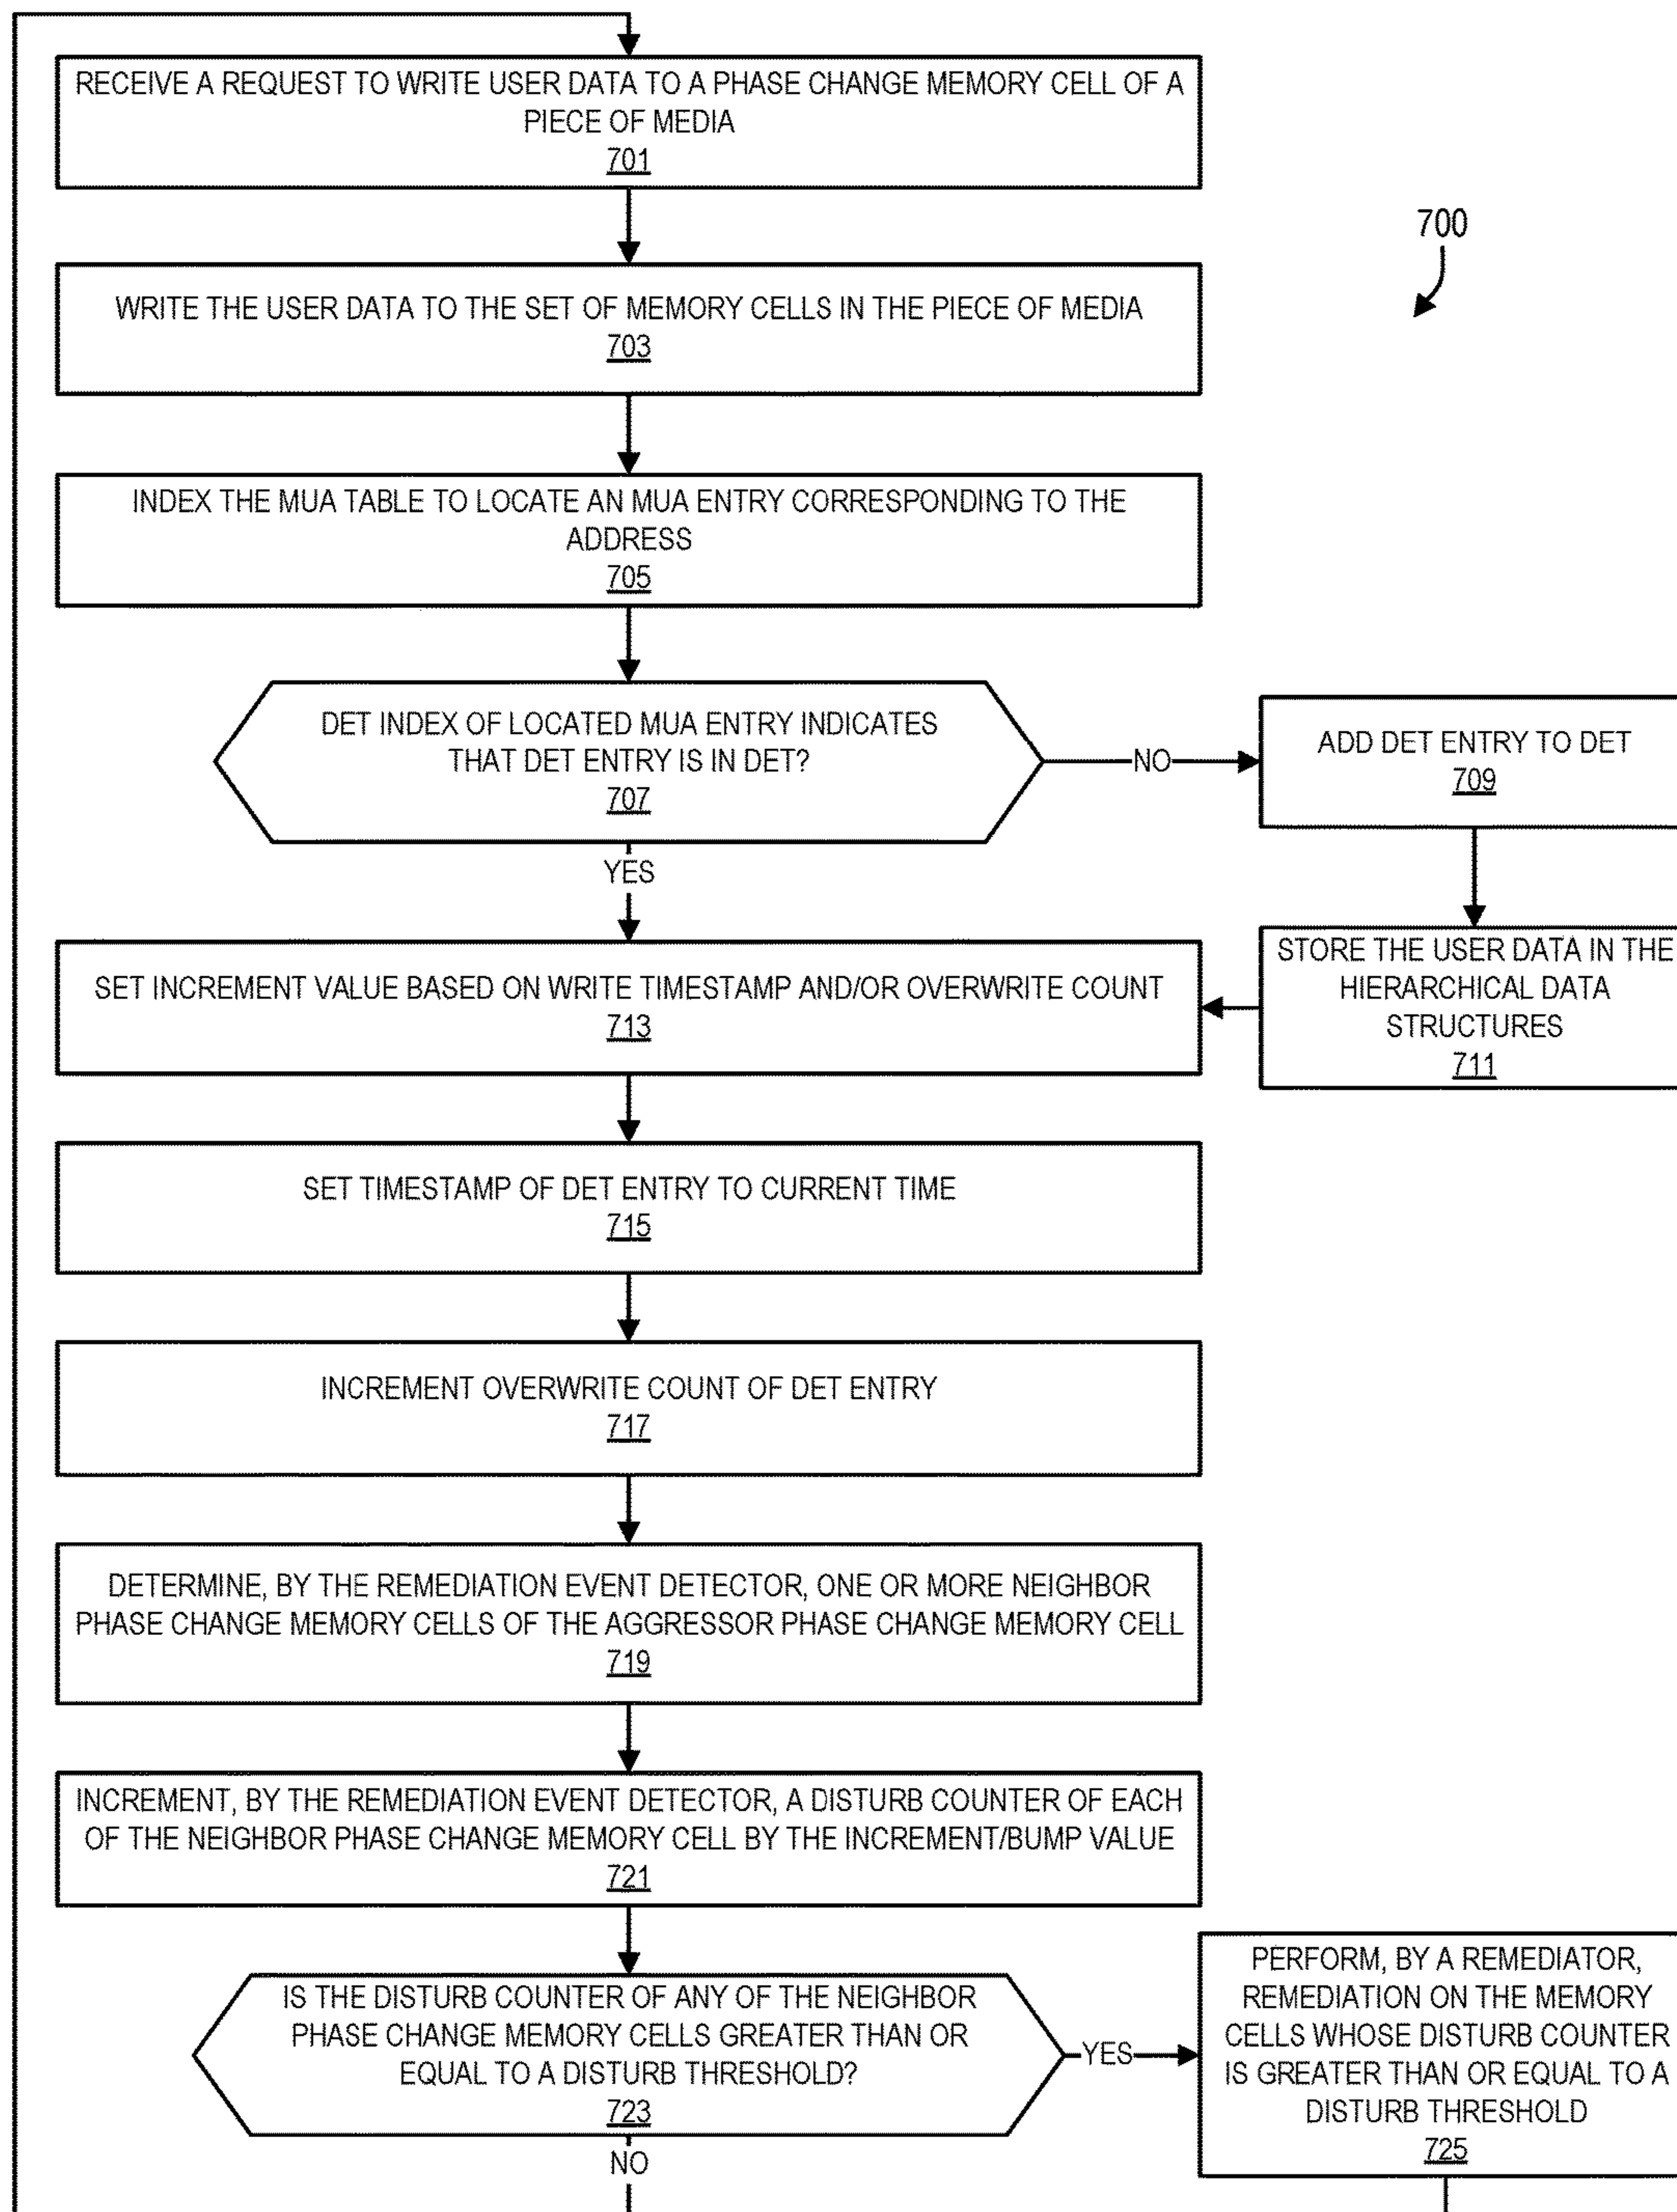 RECEIVE A REQUEST TO WRITE USER DATA TO A PHASE CHANGE MEMORY CELL OF A
PIECE OF MEDIA
701
700
WRITE THE USER DATA TO THE SET OF MEMORY CELLS IN THE PIECE OF MEDIA
703
INDEX THE MUA TABLE TO LOCATE AN MUA ENTRY CORRESPONDING TO THE
ADDRESS
705
DET INDEX OF LOCATED MUA ENTRY INDICATES
THAT DET ENTRY IS IN DET?
707
NO
ADD DET ENTRY TO DET
709
YES
STORE THE USER DATA IN THE
HIERARCHICAL DATA
STRUCTURES
711
SET INCREMENT VALUE BASED ON WRITE TIMESTAMP AND/OR OVERWRITE COUNT
713
SET TIMESTAMP OF DET ENTRY TO CURRENT TIME
715
INCREMENT OVERWRITE COUNT OF DET ENTRY
717
DETERMINE, BY THE REMEDIATION EVENT DETECTOR, ONE OR MORE NEIGHBOR
PHASE CHANGE MEMORY CELLS OF THE AGGRESSOR PHASE CHANGE MEMORY CELL
719
INCREMENT, BY THE REMEDIATION EVENT DETECTOR, A DISTURB COUNTER OF EACH
OF THE NEIGHBOR PHASE CHANGE MEMORY CELL BY THE INCREMENT/BUMP VALUE
721
IS THE DISTURB COUNTER OF ANY OF THE NEIGHBOR
PHASE CHANGE MEMORY CELLS GREATER THAN OR
EQUAL TO A DISTURB THRESHOLD?
723
YES
PERFORM, BY A REMEDIATOR,
REMEDIATION ON THE MEMORY
CELLS WHOSE DISTURB COUNTER
IS GREATER THAN OR EQUAL TO A
DISTURB THRESHOLD
725
NO